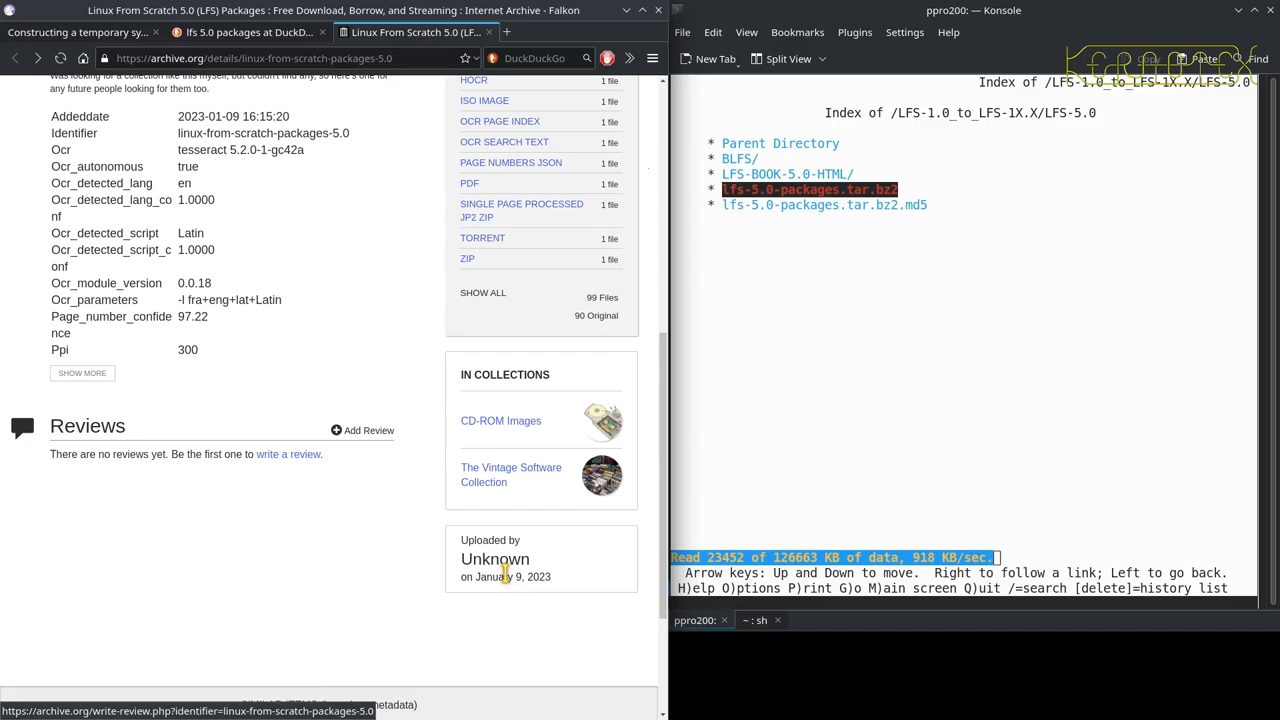 Linux From Scratch 5.0 (LFS) Packages : Free Download, Borrow, and Streaming : Internet Archive - Falkon
Constructing a temporary sy...
lfs 5.0 packages at DuckD...
Linux From Scratch 5.0 (LF...
https://archive.org/details/linux-from-scratch-packages-5.0
DuckDuckGo
Was looking for a collection like this myself, but couldn't find any, so here's one for
any future people looking for them too.
Addeddate 2023-01-09 16:15:20
Identifier linux-from-scratch-packages-5.0
Ocr tesseract 5.2.0-1-gc42a
Ocr_autonomous true
Ocr_detected_lang en
Ocr_detected_lang_co 1.0000
nf
Ocr_detected_script Latin
Ocr_detected_script_c 1.0000
onf
Ocr_module_version 0.0.18
Ocr_parameters -l fra+eng+lat+Latin
Page_number_confide 97.22
nce
Ppi 300
SHOW MORE
Reviews
Add Review
There are no reviews yet. Be the first one to write a review.
HOCR 1 file
ISO IMAGE 1 file
OCR PAGE INDEX 1 file
OCR SEARCH TEXT 1 file
PAGE NUMBERS JSON 1 file
PDF 1 file
SINGLE PAGE PROCESSED 1 file
JP2 ZIP
TORRENT 1 file
ZIP 1 file
SHOW ALL 99 Files
90 Original
IN COLLECTIONS
CD-ROM Images
The Vintage Software
Collection
Uploaded by
Unknown
on January 9, 2023
https://archive.org/write-review.php?identifier=linux-from-scratch-packages-5.0
etadata)
ppro200: — Konsole
File Edit View Bookmarks Plugins Settings Help
New Tab Split View Copy Paste Find
Index of /LFS-1.0_to_LFS-1X.X/LFS-5.0
Index of /LFS-1.0_to_LFS-1X.X/LFS-5.0
* Parent Directory
* BLFS/
* LFS-BOOK-5.0-HTML/
* lfs-5.0-packages.tar.bz2
* lfs-5.0-packages.tar.bz2.md5
Read 23452 of 126663 KB of data, 918 KB/sec.
Arrow keys: Up and Down to move. Right to follow a link; Left to go back.
H)elp O)ptions P)rint G)o M)ain screen Q)uit /=search [delete]=history list
ppro200:
~ : sh